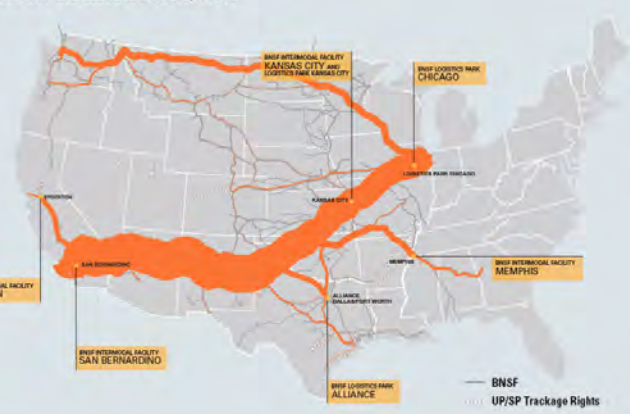 BNSF INTERMODAL FACILITY
KANSAS CITY AND
LOGISTICS PARK KANSAS CITY
BNSF LOGISTICS PARK
CHICAGO
LOGISTICS PARK CHICAGO
KANSAS CITY
STOCKTON
SAN BERNARDINO
MEMPHIS
BNSF INTERMODAL FACILITY
MEMPHIS
AL FACILITY
N
ALLIANCE
DALLAS/FORT WORTH
BNSF INTERMODAL FACILITY
SAN BERNARDINO
BNSF LOGISTICS PARK
ALLIANCE
BNSF
UP/SP Trackage Rights